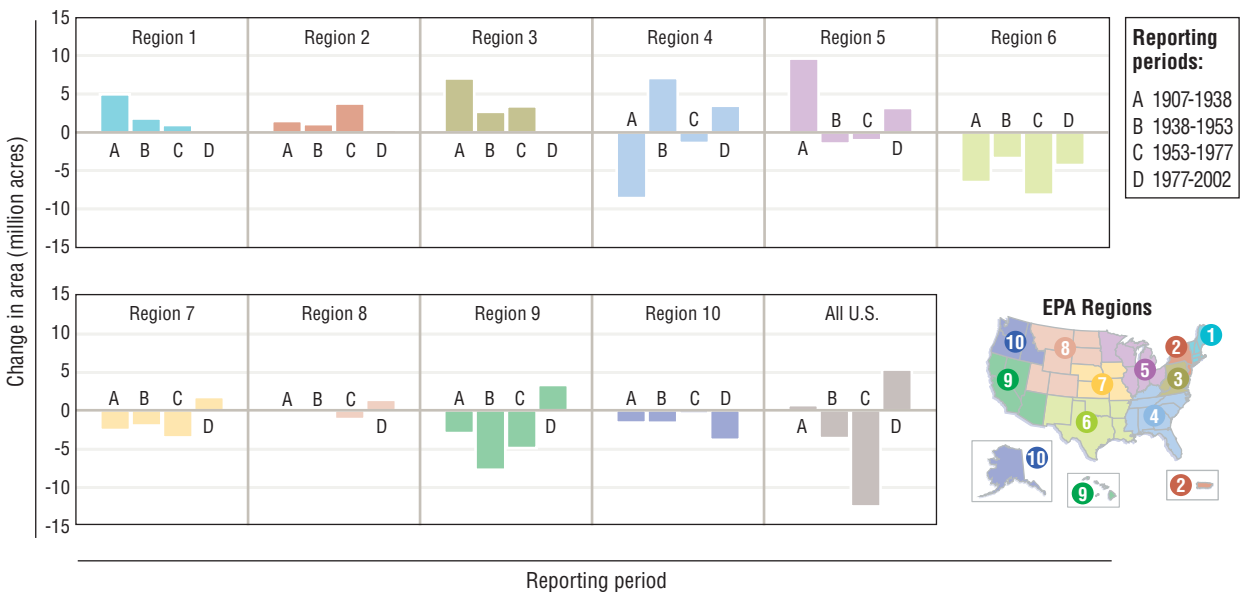 Change in area (million acres)
15
10
5
0
-5
-10
-15
Region 1
A B C D
Region 2
A B C D
Region 3
A B C D
Region 4
A B C D
Region 5
A B C D
Region 6
A B C D
Reporting
periods:
A 1907-1938
B 1938-1953
C 1953-1977
D 1977-2002
15
10
5
0
-5
-10
-15
Region 7
A B C D
Region 8
A B C D
Region 9
A B C D
Region 10
A B C D
All U.S.
A B C D
EPA Regions
1
2
3
4
5
6
7
8
9
10
10
9
2
Reporting period